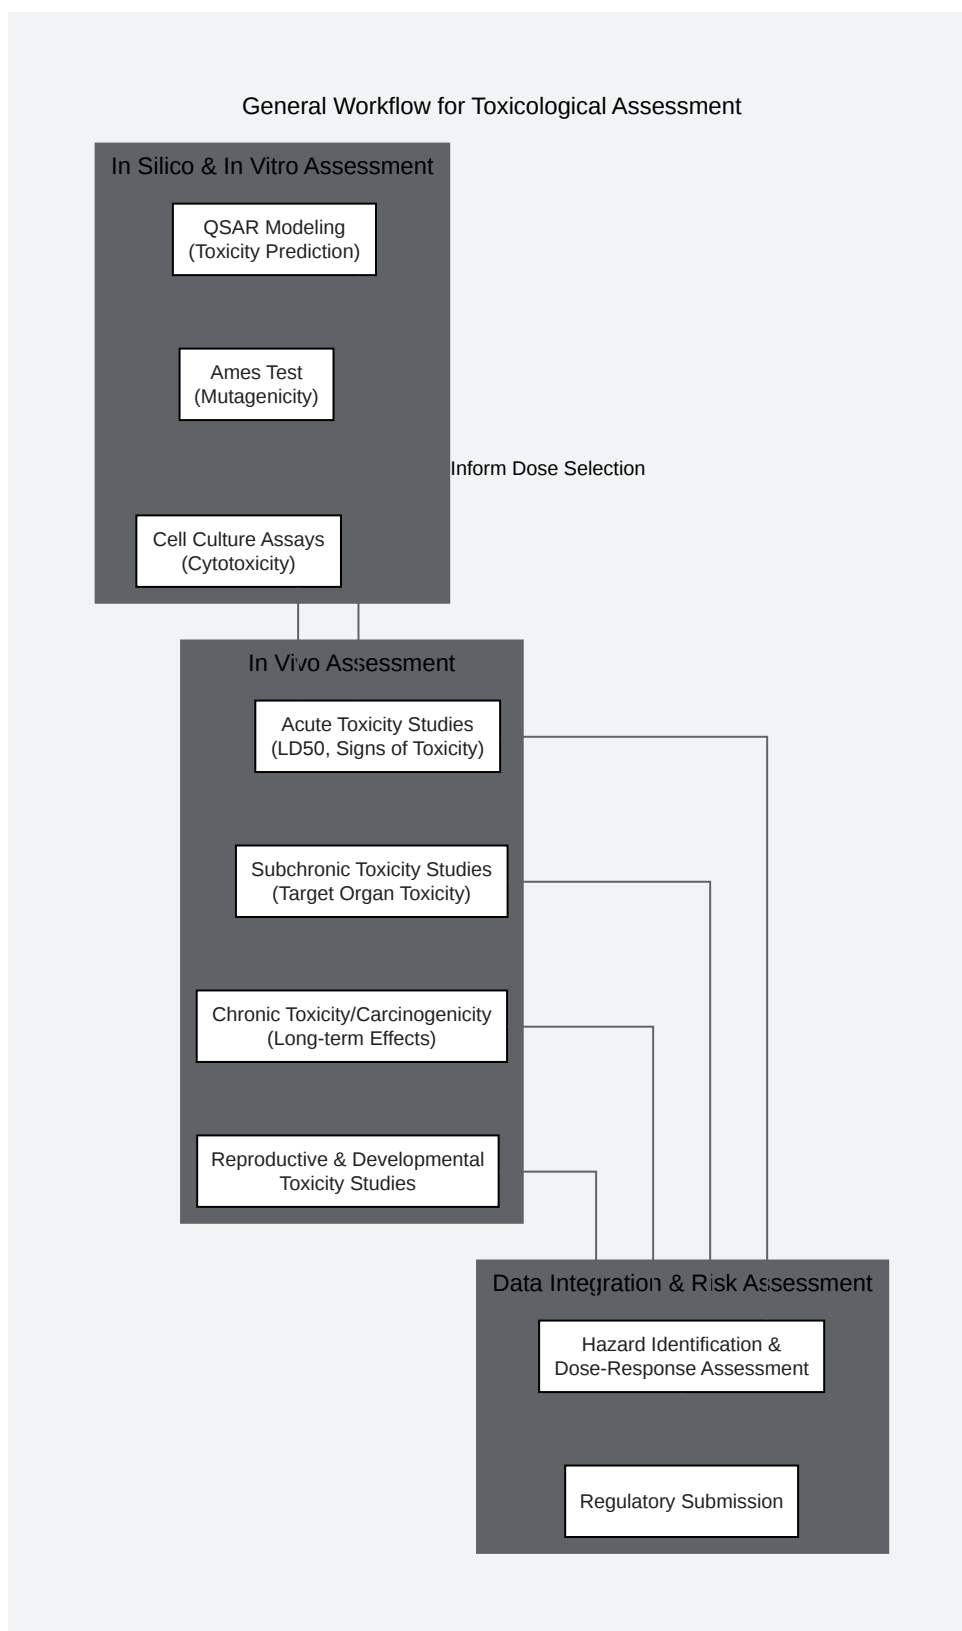 General Workflow for Toxicological Assessment
In Silico & In Vitro Assessment
QSAR Modeling
(Toxicity Prediction)
Ames Test
(Mutagenicity)
Inform Dose Selection
Cell Culture Assays
(Cytotoxicity)
In Vivo Assessment
Acute Toxicity Studies
(LD50, Signs of Toxicity)
Subchronic Toxicity Studies
(Target Organ Toxicity)
Chronic Toxicity/Carcinogenicity
(Long-term Effects)
Reproductive & Developmental
Toxicity Studies
Data Integration & Risk Assessment
Hazard Identification &
Dose-Response Assessment
Regulatory Submission